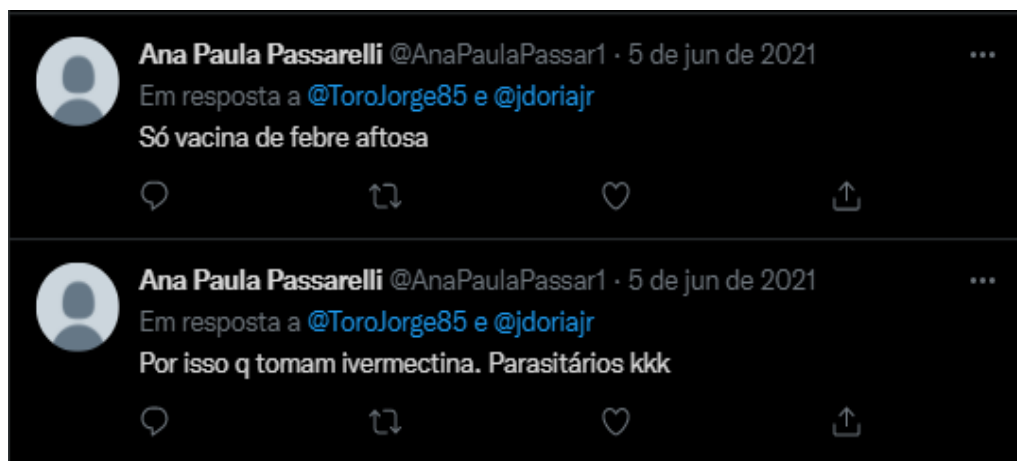 Ana Paula Passarelli @AnaPaulaPassar1 · 5 de jun de 2021
Em resposta a @ToroJorge85 e @jdoriajr
Só vacina de febre aftosa
Ana Paula Passarelli @AnaPaulaPassar1 · 5 de jun de 2021
Em resposta a @ToroJorge85 e @jdoriajr
Por isso q tomam ivermectina. Parasitários kkk